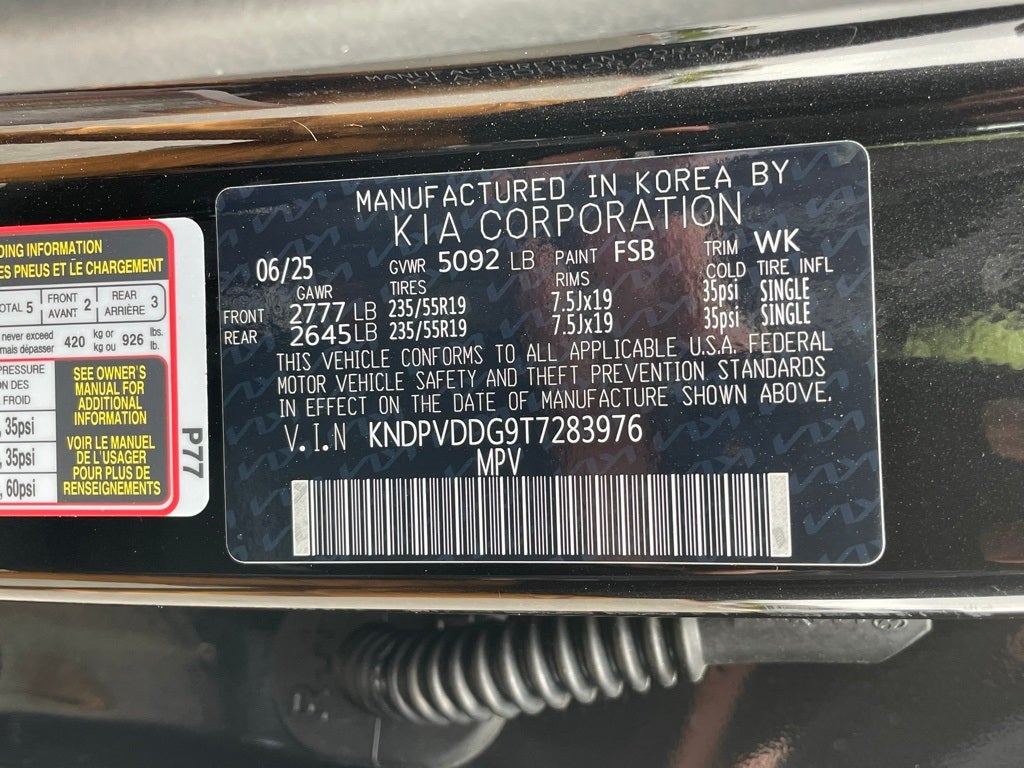 MANUFACTURED IN KOREA BY
KIA CORPORATION
06/25 GVWR 5092 LB PAINT FSB TRIM WK
GAWR TIRES RIMS COLD TIRE INFL
FRONT 2777 LB 235/55R19 7.5Jx19 35psi SINGLE
REAR 2645 LB 235/55R19 7.5Jx19 35psi SINGLE
THIS VEHICLE CONFORMS TO ALL APPLICABLE U.S.A. FEDERAL
MOTOR VEHICLE SAFETY AND THEFT PREVENTION STANDARDS
IN EFFECT ON THE DATE OF MANUFACTURE SHOWN ABOVE.
V.I.N KNDPVDDG9T7283976
MPV
DING INFORMATION
ES PNEUS ET LE CHARGEMENT
OTAL 5 FRONT AVANT 2 REAR ARRIÈRE 3
never exceed 420 kg or 926 lbs.
mais dépasser kg ou lb.
PRESSURE
ON DES
FROID
, 35psi
, 35psi
, 60psi
SEE OWNER'S
MANUAL FOR
ADDITIONAL
INFORMATION
VOIR LE MANUEL
DE L'USAGER
POUR PLUS DE
RENSEIGNEMENTS
P77